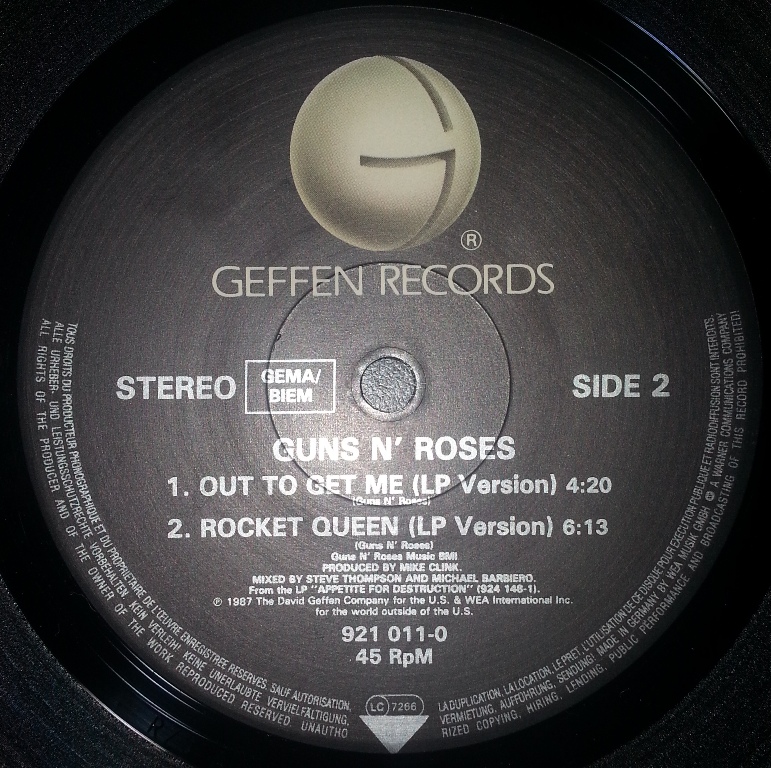 ®
GEFFEN RECORDS
STEREO GEMA/ BIEM SIDE 2
GUNS N' ROSES
1. OUT TO GET ME (LP Version) 4:20
(Guns N' Roses)
2. ROCKET QUEEN (LP Version) 6:13
(Guns N' Roses)
Guns N' Roses Music BMI
PRODUCED BY MIKE CLINK.
MIXED BY STEVE THOMPSON AND MICHAEL BARBIERO.
From the LP "APPETITE FOR DESTRUCTION" (924 148-1).
℗ 1987 The David Geffen Company for the U.S. & WEA International Inc.
for the world outside of the U.S.
921 011-0
45 RpM
LC 7266
TOUS DROITS DU PRODUCTEUR PHONOGRAPHIQUE ET DU PROPRIETAIRE DE L'ŒUVRE ENREGISTREE RESERVES. SAUF AUTORISATION, LA DUPLICATION, LA LOCATION, LE PRET, L'UTILISATION DE CE DISQUE POUR EXECUTION PUBLIQUE ET RADIODIFFUSION SONT INTERDITS.
ALLE URHEBER- UND LEISTUNGSSCHUTZRECHTE VORBEHALTEN. KEIN VERLEIH! KEINE UNERLAUBTE VERVIELFÄLTIGUNG, VERMIETUNG, AUFFÜHRUNG, SENDUNG! MADE IN GERMANY BY WEA MUSIK GMBH A WARNER COMMUNICATIONS COMPANY
ALL RIGHTS OF THE PRODUCER AND OF THE OWNER OF THE WORK REPRODUCED RESERVED. UNAUTHORIZED COPYING, HIRING, LENDING, PUBLIC PERFORMANCE AND BROADCASTING OF THIS RECORD PROHIBITED!